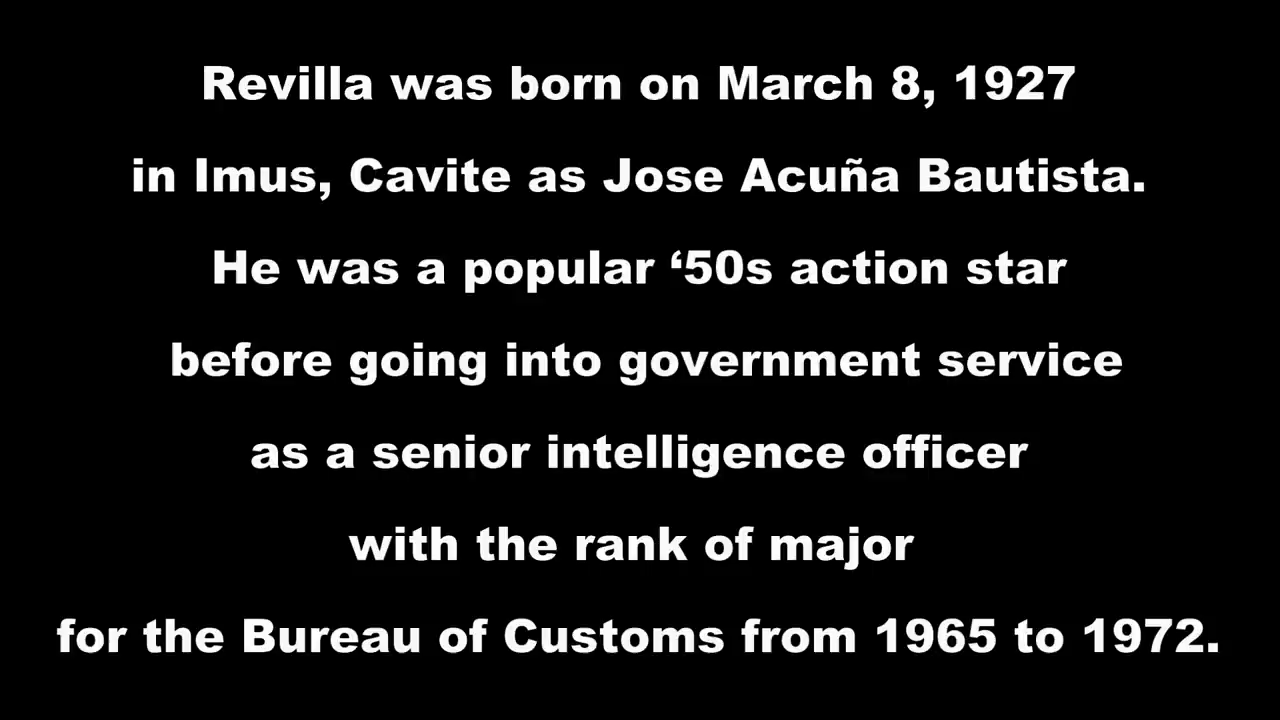 Revilla was born on March 8, 1927
in Imus, Cavite as Jose Acuña Bautista.
He was a popular ‘50s action star
before going into government service
as a senior intelligence officer
with the rank of major
for the Bureau of Customs from 1965 to 1972.